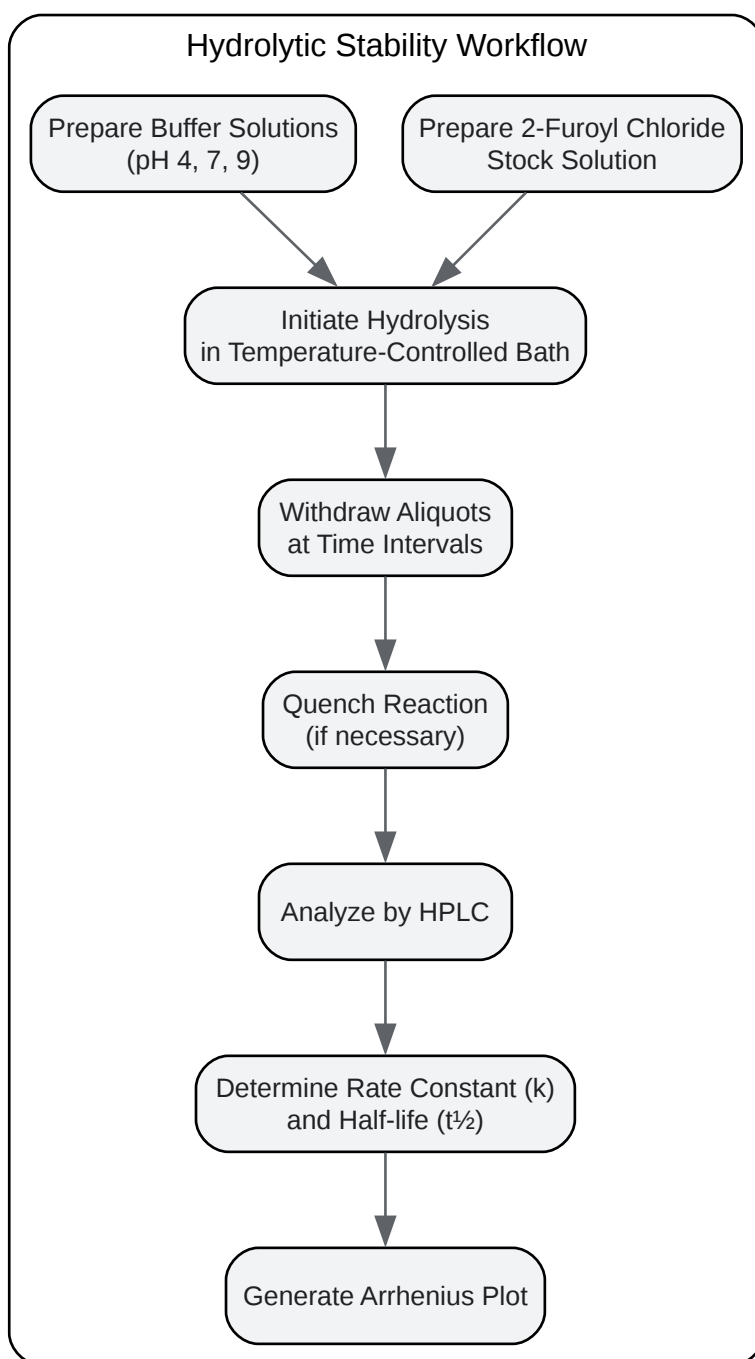 Hydrolytic Stability Workflow
Prepare Buffer Solutions
(pH 4, 7, 9)
Prepare 2-Furoyl Chloride
Stock Solution
Initiate Hydrolysis
in Temperature-Controlled Bath
Withdraw Aliquots
at Time Intervals
Quench Reaction
(if necessary)
Analyze by HPLC
Determine Rate Constant (k)
and Half-life (t½)
Generate Arrhenius Plot